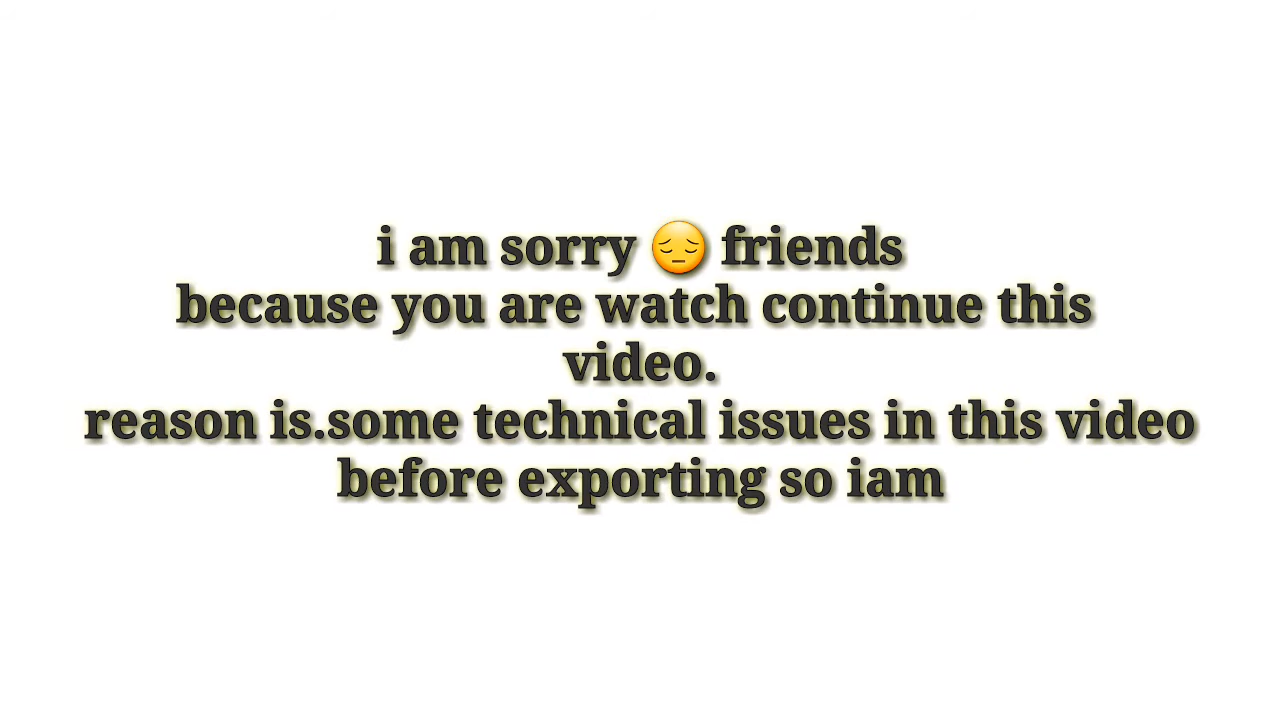 i am sorry 😔 friends
because you are watch continue this
video.
reason is.some technical issues in this video
before exporting so iam